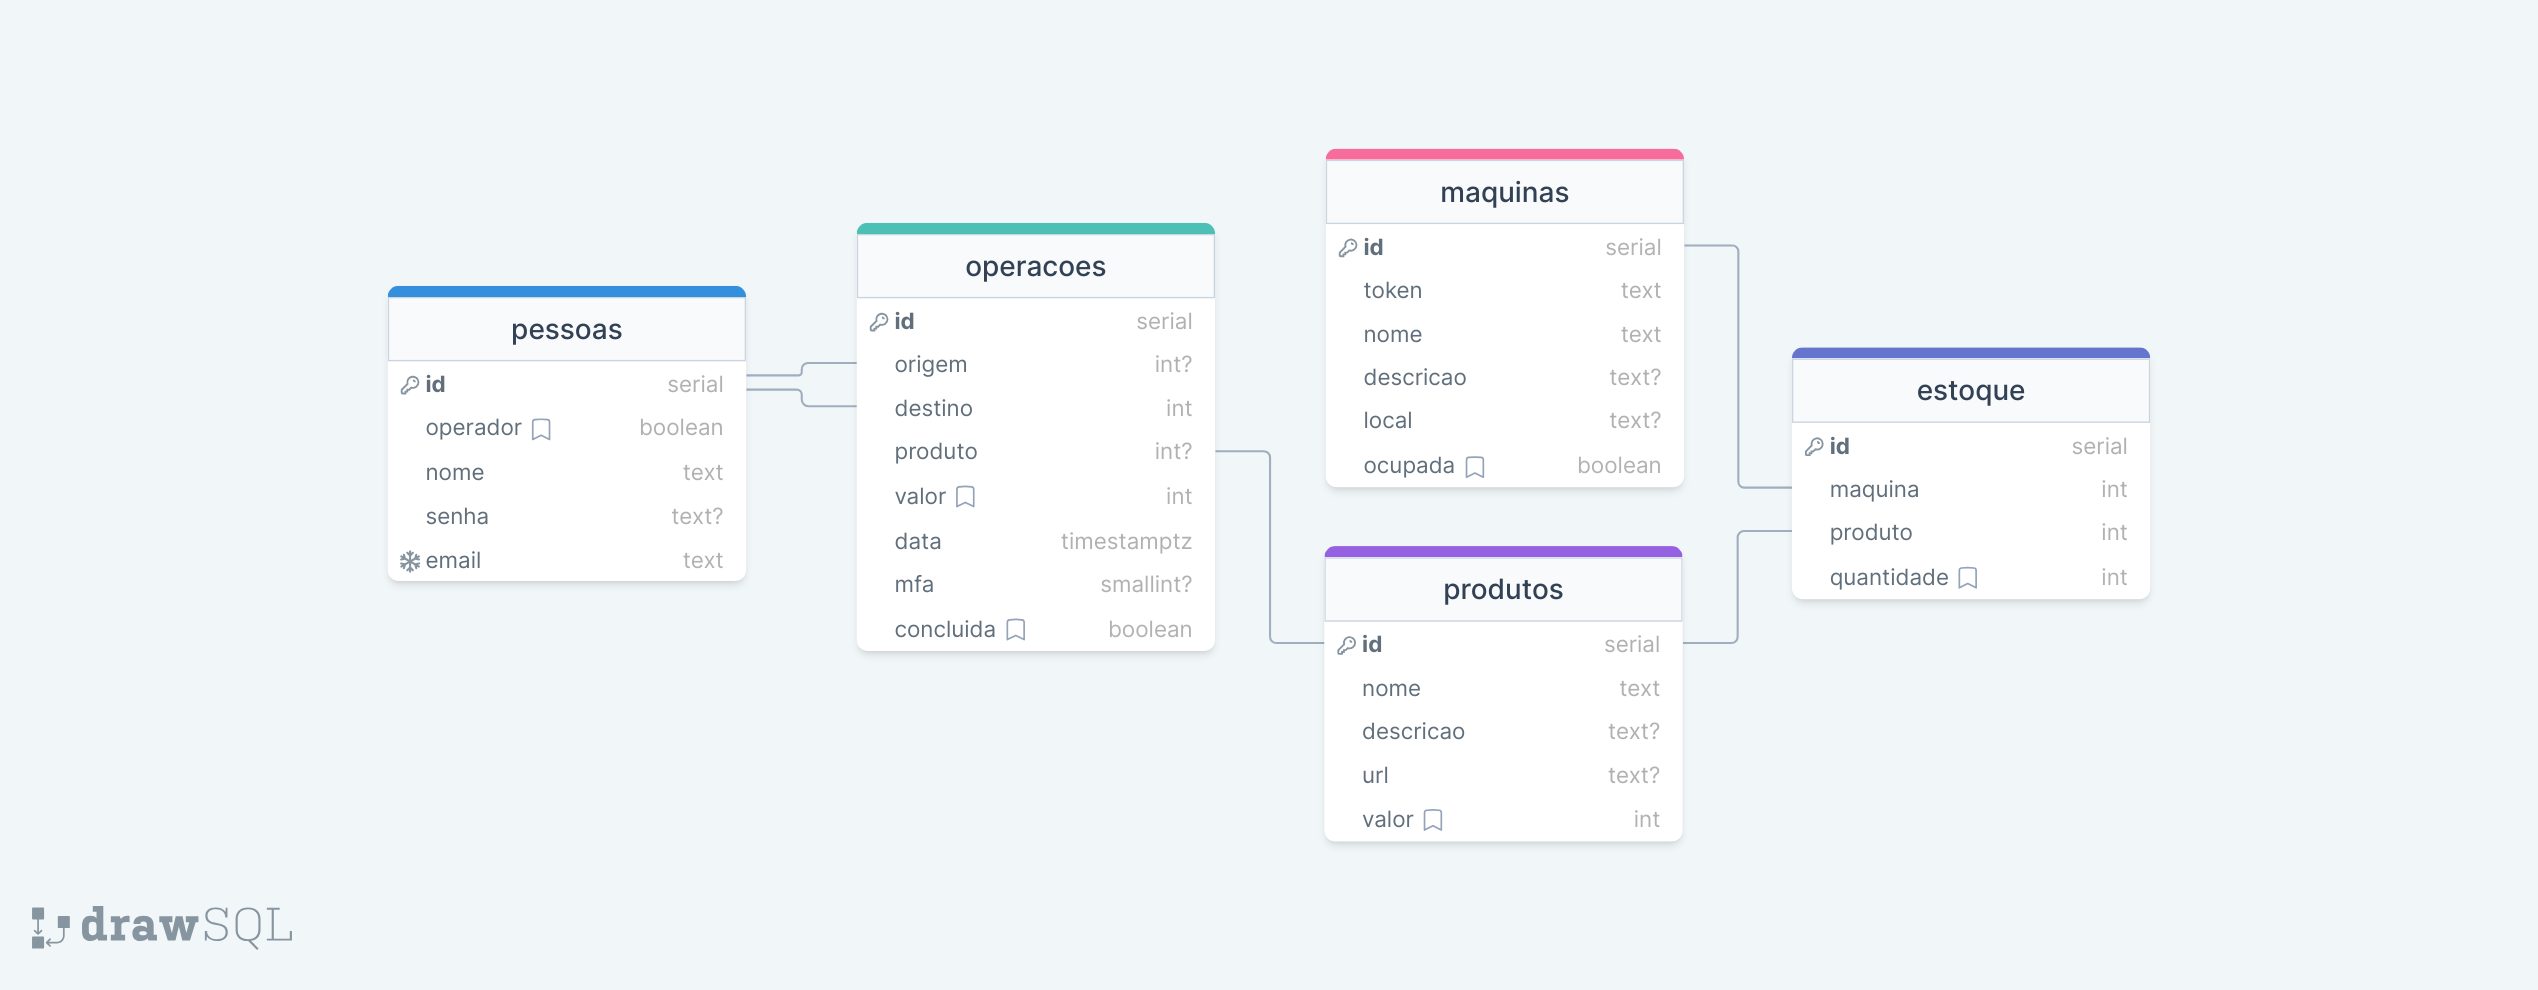 pessoas
id serial
operador boolean
nome text
senha text?
email text
operacoes
id serial
origem int?
destino int
produto int?
valor int
data timestamptz
mfa smallint?
concluida boolean
maquinas
id serial
token text
nome text
descricao text?
local text?
ocupada boolean
produtos
id serial
nome text
descricao text?
url text?
valor int
estoque
id serial
maquina int
produto int
quantidade int
drawSQL